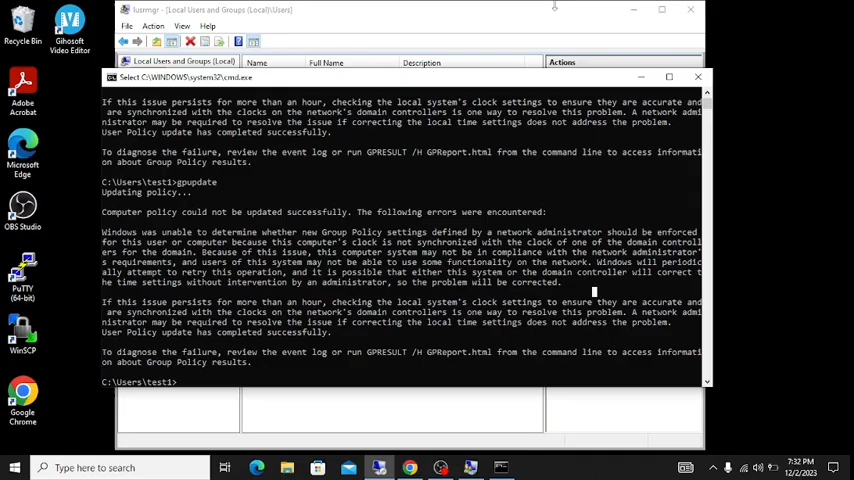 Recycle Bin
Gihosoft
Video Editor
Adobe
Acrobat
Microsoft
Edge
OBS Studio
PuTTY
(64-bit)
WinSCP
Google
Chrome
lusrmgr - [Local Users and Groups (Local)\Users]
File Action View Help
Local Users and Groups (Local)
Name Full Name Description
Actions
Select C:\WINDOWS\system32\cmd.exe
If this issue persists for more than an hour, checking the local system's clock settings to ensure they are accurate and
are synchronized with the clocks on the network's domain controllers is one way to resolve this problem. A network admi
nistrator may be required to resolve the issue if correcting the local time settings does not address the problem.
User Policy update has completed successfully.
To diagnose the failure, review the event log or run GPRESULT /H GPReport.html from the command line to access informati
on about Group Policy results.
C:\Users\test1>gpupdate
Updating policy...
Computer policy could not be updated successfully. The following errors were encountered:
Windows was unable to determine whether new Group Policy settings defined by a network administrator should be enforced
for this user or computer because this computer's clock is not synchronized with the clock of one of the domain controll
ers for the domain. Because of this issue, this computer system may not be in compliance with the network administrator'
s requirements, and users of this system may not be able to use some functionality on the network. Windows will periodic
ally attempt to retry this operation, and it is possible that either this system or the domain controller will correct t
he time settings without intervention by an administrator, so the problem will be corrected.
If this issue persists for more than an hour, checking the local system's clock settings to ensure they are accurate and
are synchronized with the clocks on the network's domain controllers is one way to resolve this problem. A network admi
nistrator may be required to resolve the issue if correcting the local time settings does not address the problem.
User Policy update has completed successfully.
To diagnose the failure, review the event log or run GPRESULT /H GPReport.html from the command line to access informati
on about Group Policy results.
C:\Users\test1>
Type here to search
7:32 PM
12/2/2023